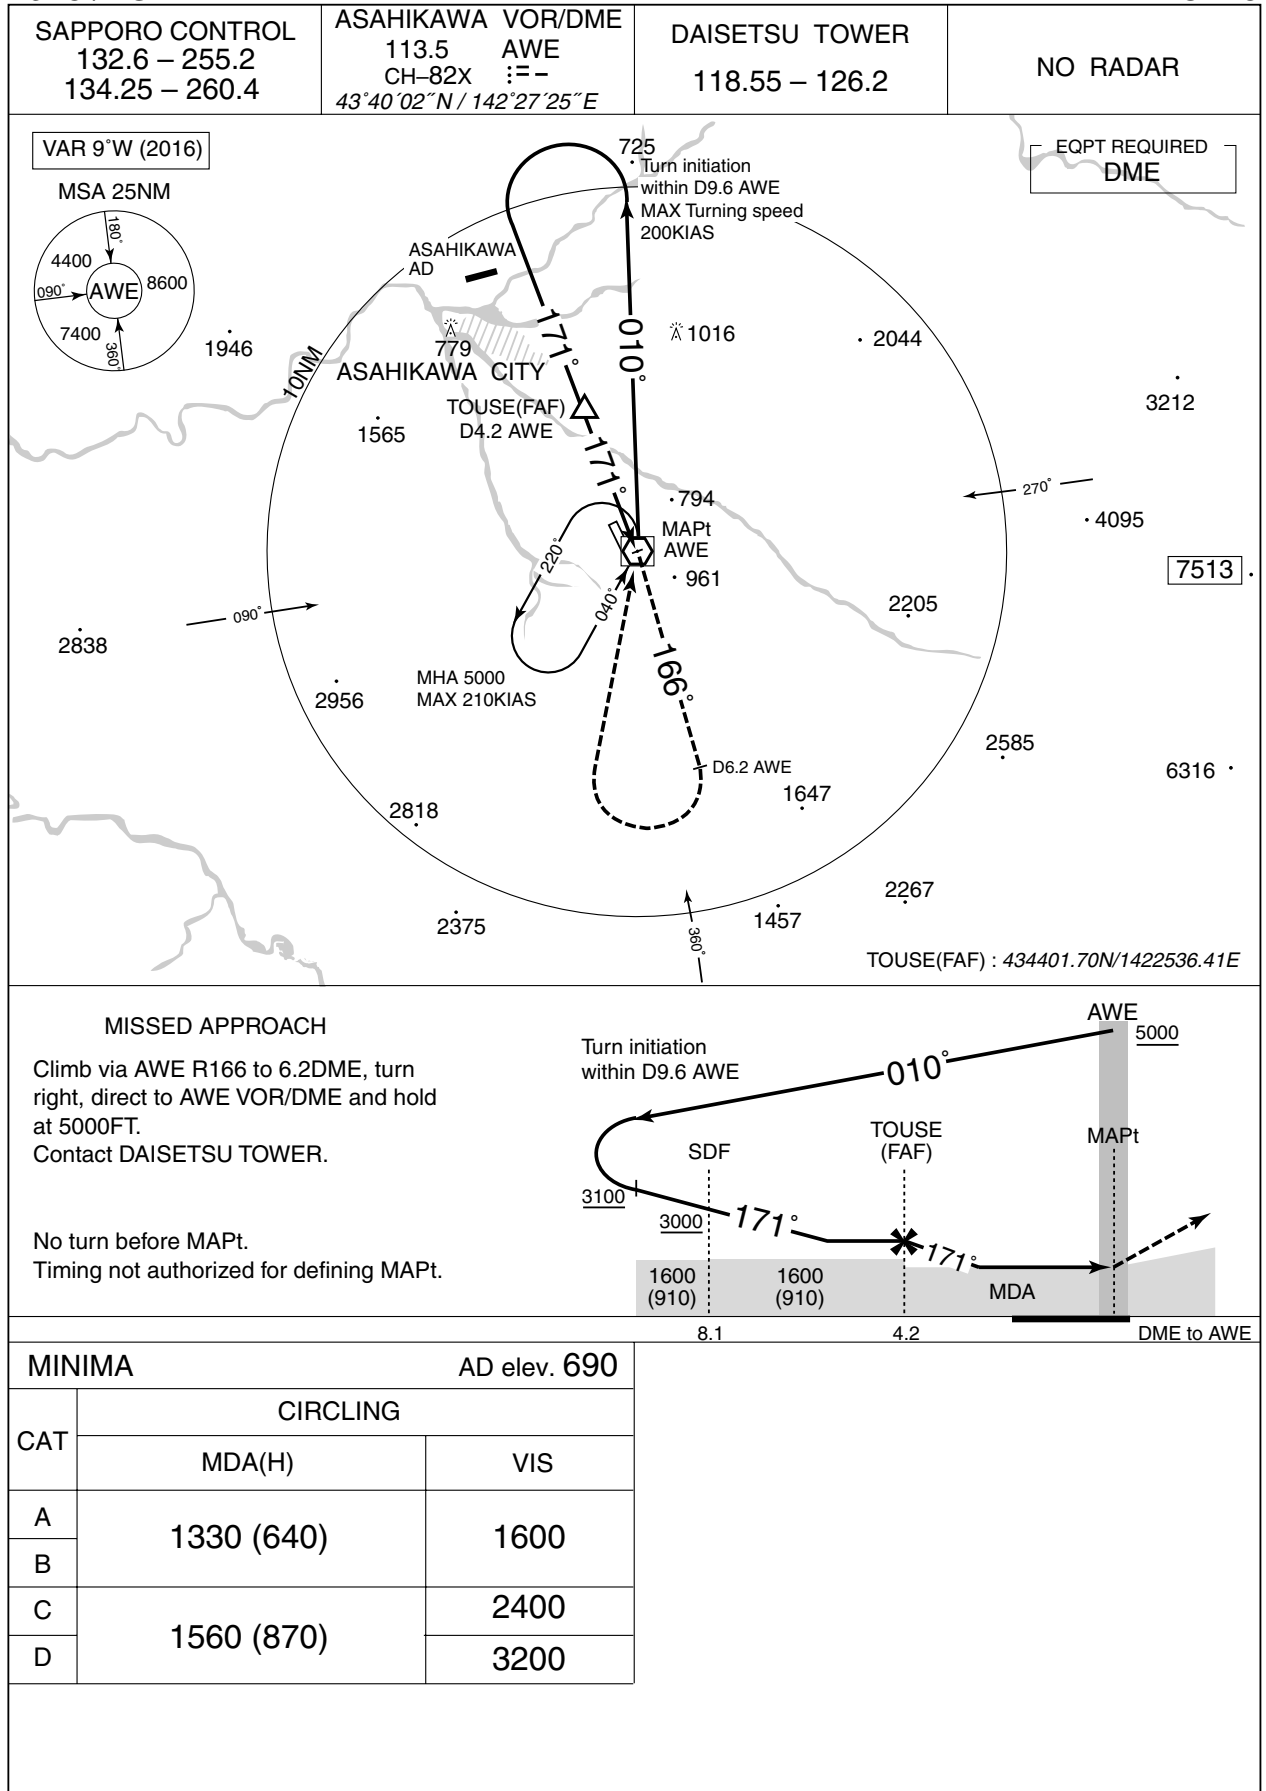 SAPPORO CONTROL
132.6 – 255.2
134.25 – 260.4
ASAHIKAWA VOR/DME
113.5 AWE
CH–82X
43°40′02″N / 142°27′25″E
DAISETSU TOWER
118.55 – 126.2
NO RADAR
VAR 9°W (2016)
MSA 25NM
180°
4400
8600
090°
AWE
7400
360°
EQPT REQUIRED
DME
725
Turn initiation
within D9.6 AWE
MAX Turning speed
200KIAS
ASAHIKAWA
AD
1946
10NM
779
ASAHIKAWA CITY
171°
010°
1016
2044
3212
TOUSE(FAF)
D4.2 AWE
1565
171°
794
270°
4095
MAPt
AWE
961
7513
220°
040°
090°
2205
2838
MHA 5000
MAX 210KIAS
166°
2956
2585
D6.2 AWE
6316
1647
2818
2375
360°
1457
2267
TOUSE(FAF) : 434401.70N/1422536.41E
MISSED APPROACH
Climb via AWE R166 to 6.2DME, turn
right, direct to AWE VOR/DME and hold
at 5000FT.
Contact DAISETSU TOWER.
No turn before MAPt.
Timing not authorized for defining MAPt.
AWE
5000
Turn initiation
within D9.6 AWE
010°
SDF
TOUSE
(FAF)
MAPt
3100
3000
171°
171°
1600
(910)
1600
(910)
MDA
8.1
4.2
DME to AWE
MINIMA AD elev. 690
CAT
CIRCLING
MDA(H) VIS
A
B
1330 (640) 1600
C
D
1560 (870)
2400
3200